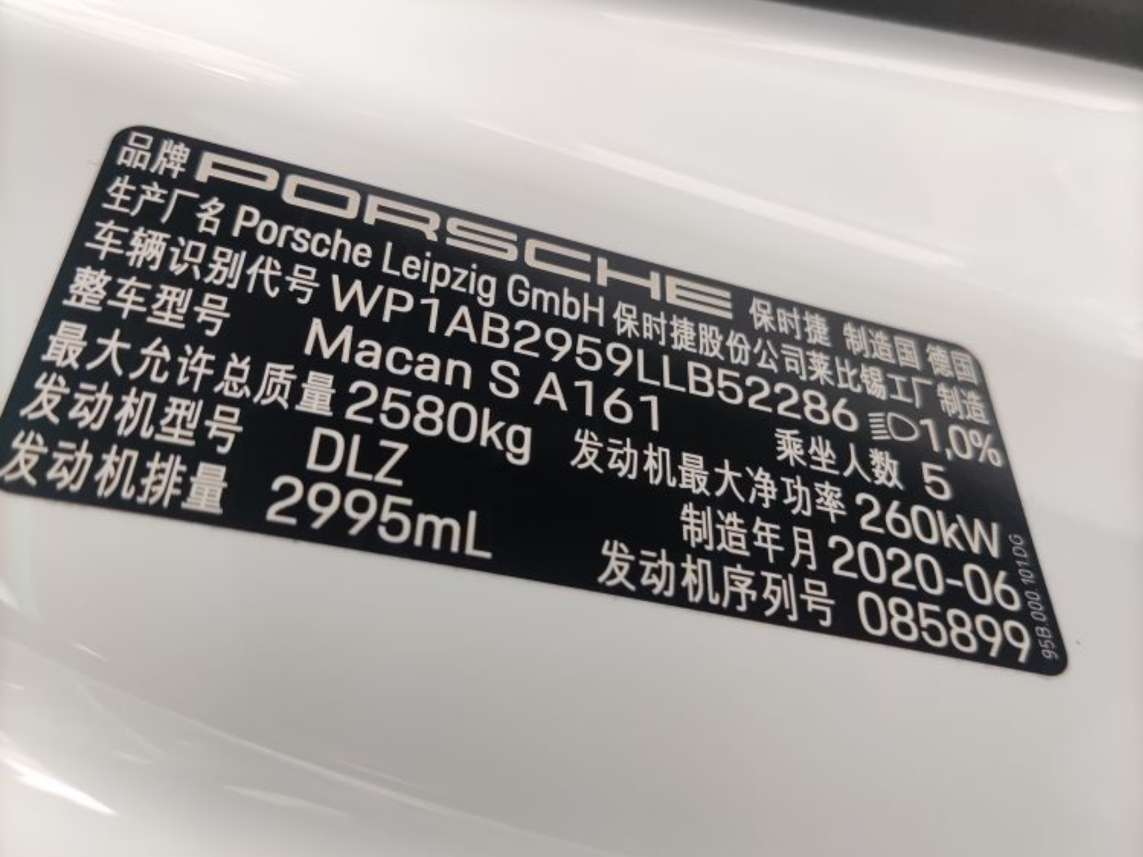 品牌 PORSCHE 保时捷 制造国 德国
生产厂名 Porsche Leipzig GmbH 保时捷股份公司莱比锡工厂制造
车辆识别代号 WP1AB2959LLB52286 1,0%
整车型号 Macan S A161 乘坐人数 5
最大允许总质量 2580kg 发动机最大净功率 260kW
发动机型号 DLZ 制造年月 2020-06
发动机排量 2995mL 发动机序列号 085899
95B.000.101.DG